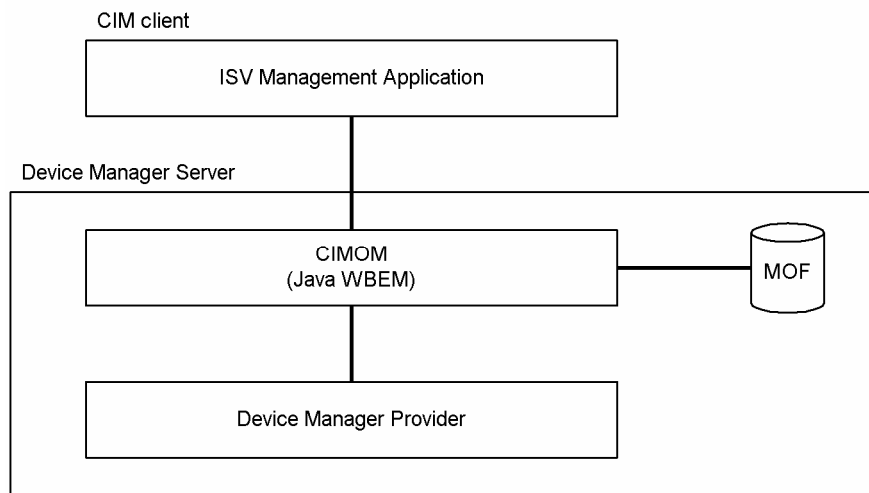 CIM client
ISV Management Application
Device Manager Server
CIMOM
(Java WBEM)
MOF
Device Manager Provider